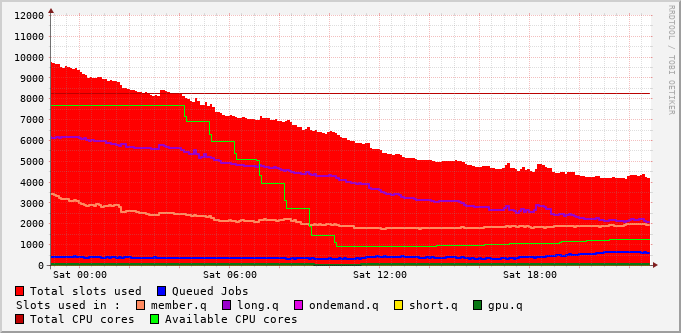 12000
11000
10000
9000
8000
7000
6000
5000
4000
3000
2000
1000
0
Sat 00:00 Sat 06:00 Sat 12:00 Sat 18:00
Total slots used Queued Jobs
Slots used in : member.q long.q ondemand.q short.q gpu.q
Total CPU cores Available CPU cores
RRDTOOL / TOBI OETIKER